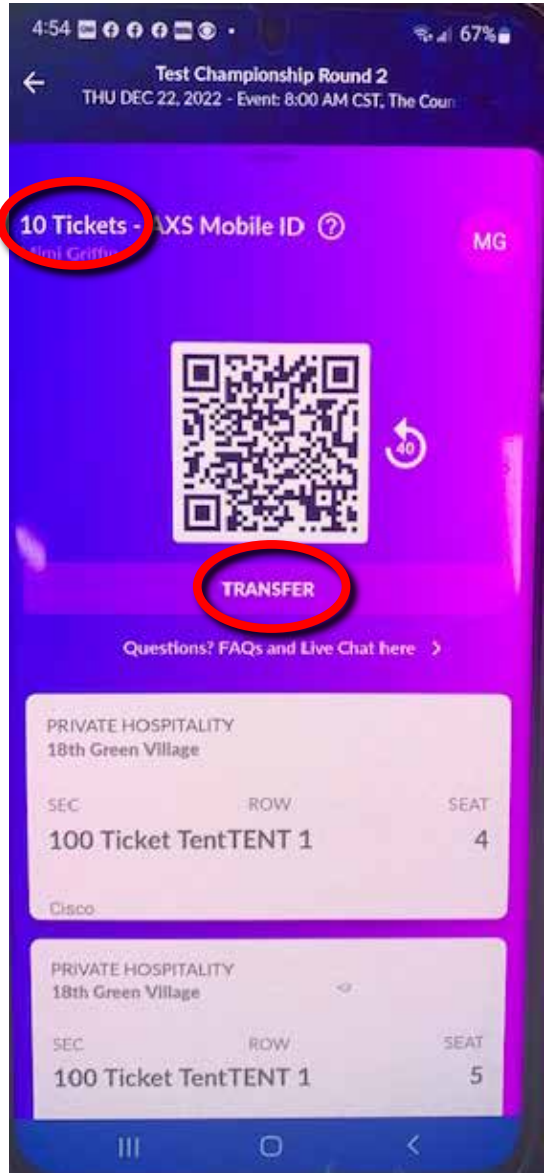 4:54
67%
Test Championship Round 2
THU DEC 22, 2022 - Event: 8:00 AM CST, The Coun
10 Tickets - AXS Mobile ID ?
Mimi Griffin
MG
40
TRANSFER
Questions? FAQs and Live Chat here >
PRIVATE HOSPITALITY
18th Green Village
SEC ROW SEAT
100 Ticket TentTENT 1 4
Cisco
PRIVATE HOSPITALITY
18th Green Village
SEC ROW SEAT
100 Ticket TentTENT 1 5